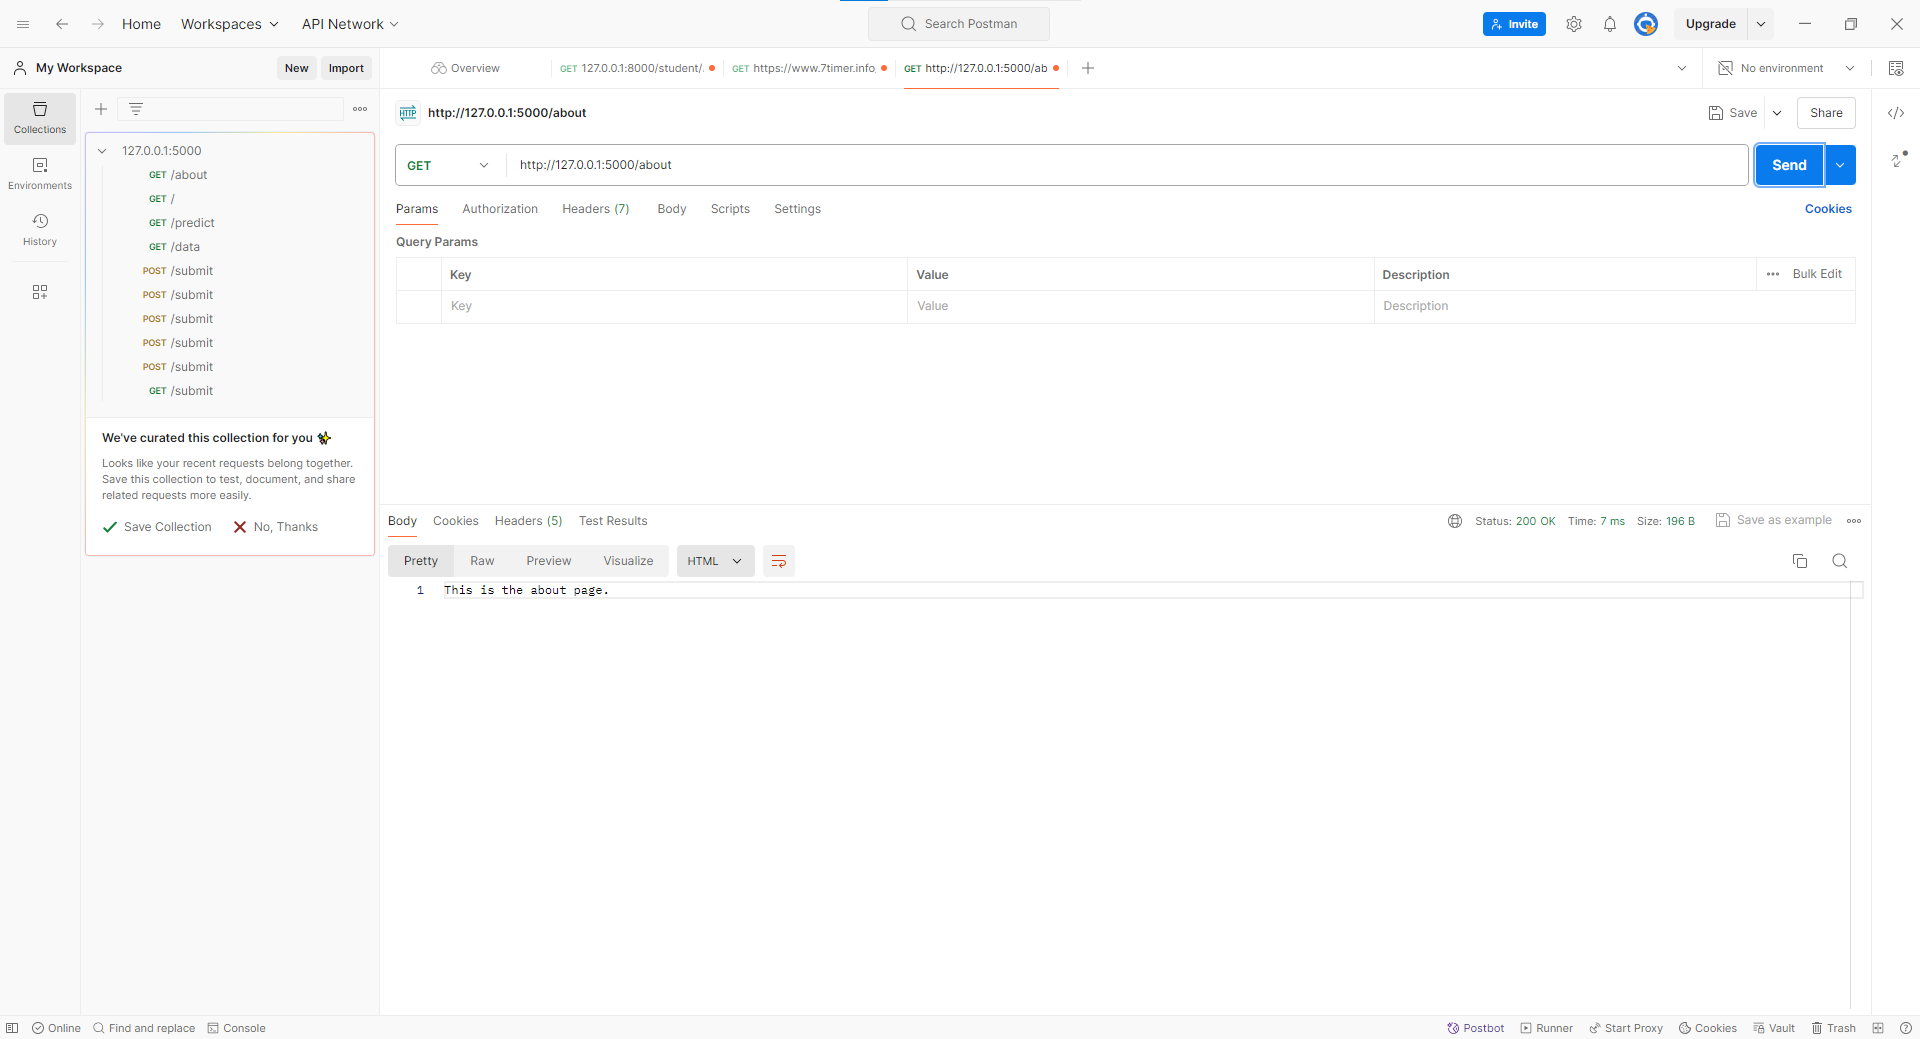 Home Workspaces API Network Search Postman Invite Upgrade
My Workspace New Import Overview GET 127.0.0.1:8000/student/. GET https://www.7timer.info, GET http://127.0.0.1:5000/ab No environment
Collections
Environments
History
127.0.0.1:5000
GET /about
GET /
GET /predict
GET /data
POST /submit
POST /submit
POST /submit
POST /submit
POST /submit
GET /submit
We've curated this collection for you ✨
Looks like your recent requests belong together.
Save this collection to test, document, and share
related requests more easily.
Save Collection No, Thanks
HTTP http://127.0.0.1:5000/about Save Share
GET http://127.0.0.1:5000/about Send
Params Authorization Headers (7) Body Scripts Settings Cookies
Query Params
Key Value Description Bulk Edit
Key Value Description
Body Cookies Headers (5) Test Results Status: 200 OK Time: 7 ms Size: 196 B Save as example
Pretty Raw Preview Visualize HTML
1 This is the about page.
Online Find and replace Console Postbot Runner Start Proxy Cookies Vault Trash